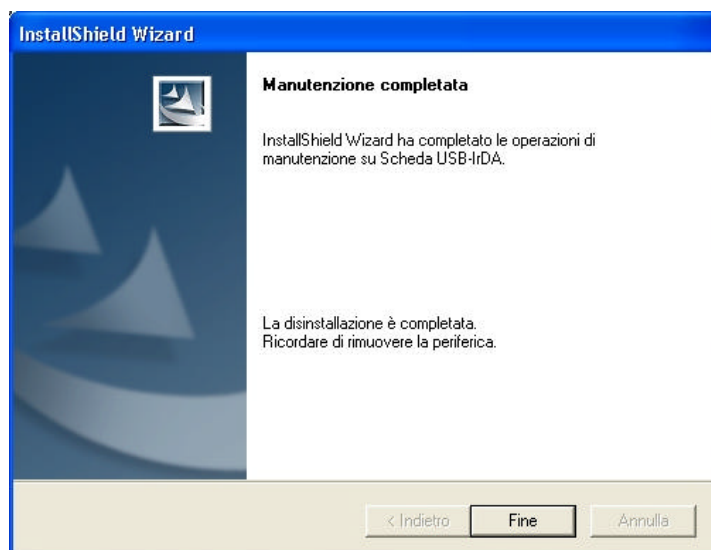 InstallShield Wizard
Manutenzione completata
InstallShield Wizard ha completato le operazioni di
manutenzione su Scheda USB-IrDA.
La disinstallazione è completata.
Ricordare di rimuovere la periferica.
< Indietro
Fine
Annulla